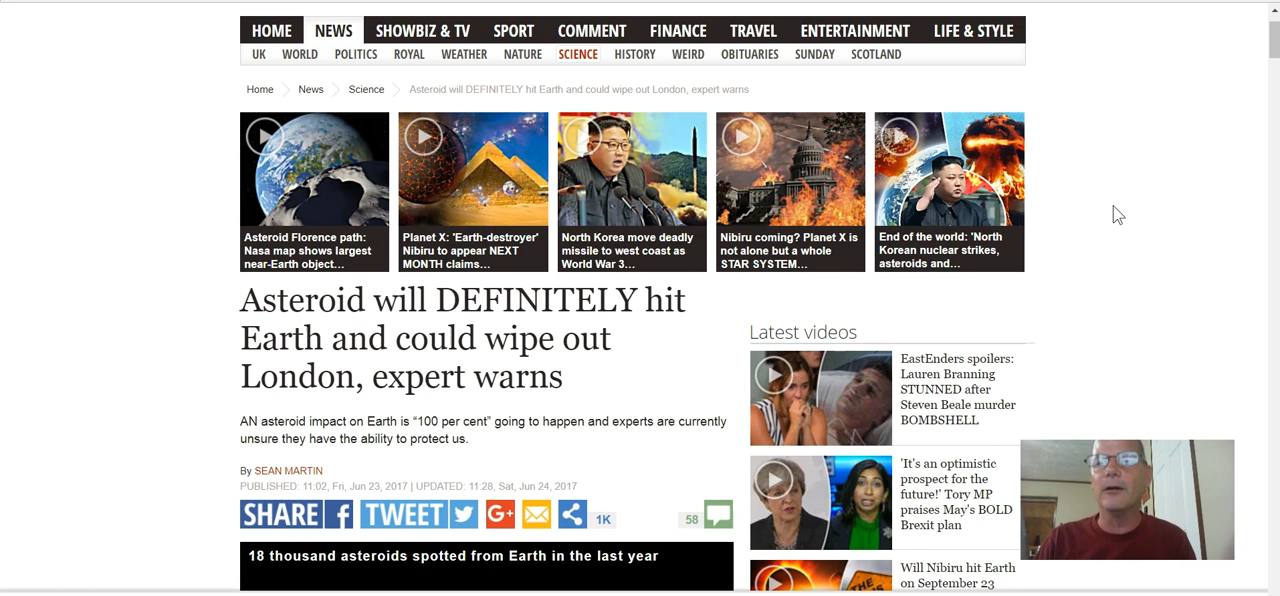 HOME NEWS SHOWBIZ & TV SPORT COMMENT FINANCE TRAVEL ENTERTAINMENT LIFE & STYLE
UK WORLD POLITICS ROYAL WEATHER NATURE SCIENCE HISTORY WEIRD OBITUARIES SUNDAY SCOTLAND
Home News Science Asteroid will DEFINITELY hit Earth and could wipe out London, expert warns
Asteroid Florence path:
Nasa map shows largest
near-Earth object...
Planet X: 'Earth-destroyer'
Nibiru to appear NEXT
MONTH claims...
North Korea move deadly
missile to west coast as
World War 3...
Nibiru coming? Planet X is
not alone but a whole
STAR SYSTEM...
End of the world: 'North
Korean nuclear strikes,
asteroids and...
Asteroid will DEFINITELY hit
Earth and could wipe out
London, expert warns
AN asteroid impact on Earth is “100 per cent” going to happen and experts are currently
unsure they have the ability to protect us.
By SEAN MARTIN
PUBLISHED: 11:02, Fri, Jun 23, 2017 | UPDATED: 11:28, Sat, Jun 24, 2017
SHARE f TWEET G+ 1K 58
18 thousand asteroids spotted from Earth in the last year
Latest videos
EastEnders spoilers:
Lauren Branning
STUNNED after
Steven Beale murder
BOMBSHELL
'It's an optimistic
prospect for the
future!' Tory MP
praises May's BOLD
Brexit plan
Will Nibiru hit Earth
on September 23
THE